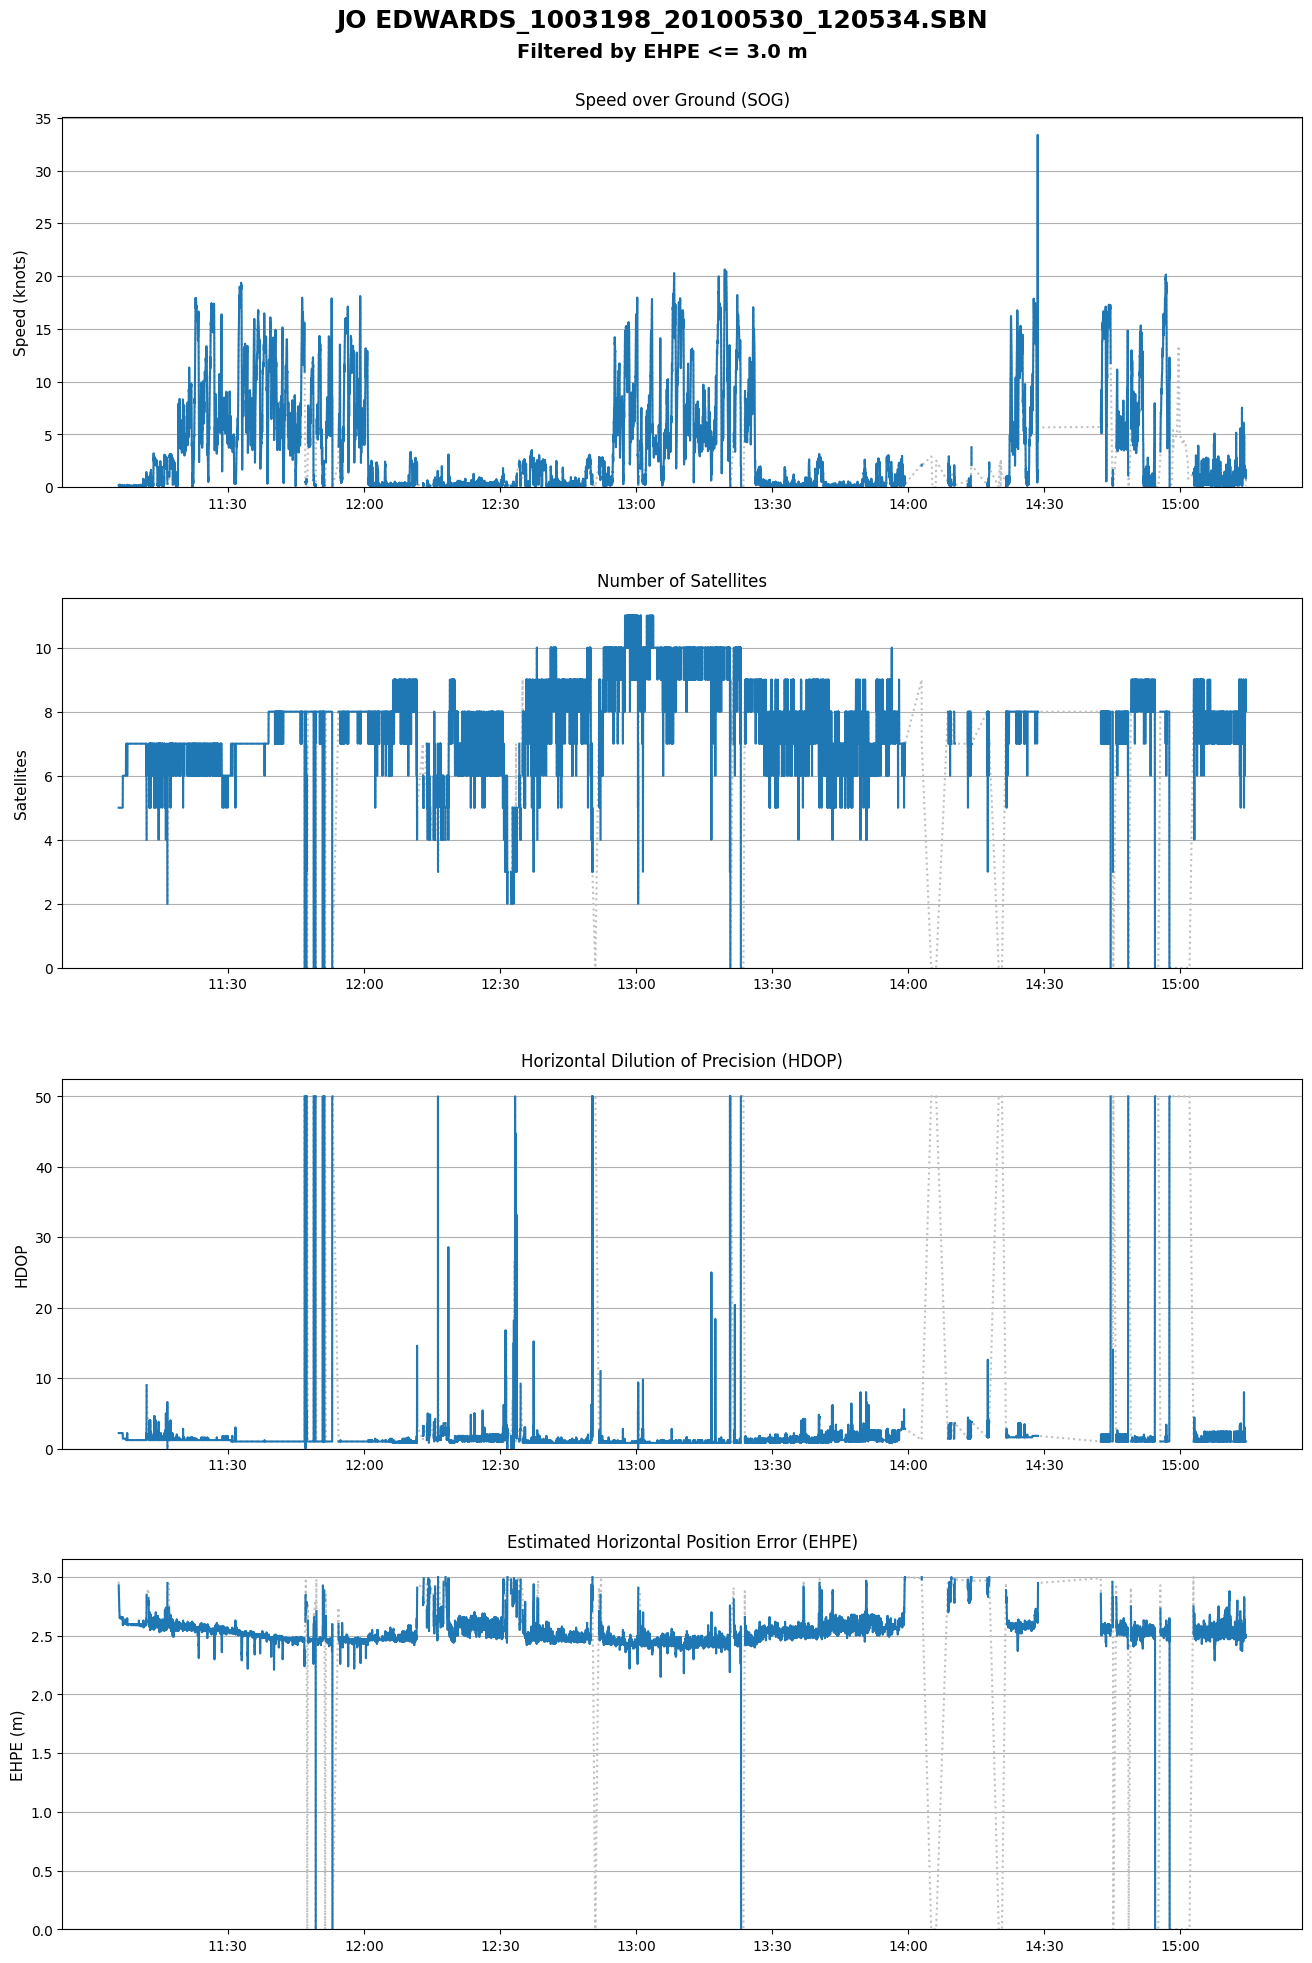 JO EDWARDS_1003198_20100530_120534.SBN
Filtered by EHPE <= 3.0 m
Speed over Ground (SOG)
35
30
25
20
15
10
5
0
Speed (knots)
11:30 12:00 12:30 13:00 13:30 14:00 14:30 15:00
Number of Satellites
10
8
6
4
2
0
Satellites
11:30 12:00 12:30 13:00 13:30 14:00 14:30 15:00
Horizontal Dilution of Precision (HDOP)
50
40
30
20
10
0
HDOP
11:30 12:00 12:30 13:00 13:30 14:00 14:30 15:00
Estimated Horizontal Position Error (EHPE)
3.0
2.5
2.0
1.5
1.0
0.5
0.0
EHPE (m)
11:30 12:00 12:30 13:00 13:30 14:00 14:30 15:00